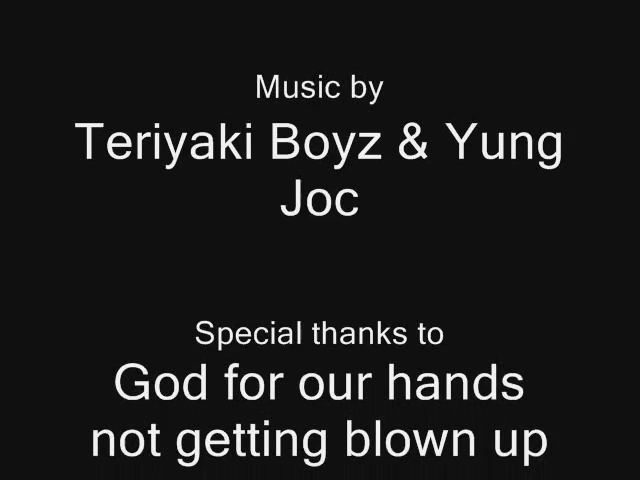 Music by
Teriyaki Boyz & Yung
Joc
Special thanks to
God for our hands
not getting blown up